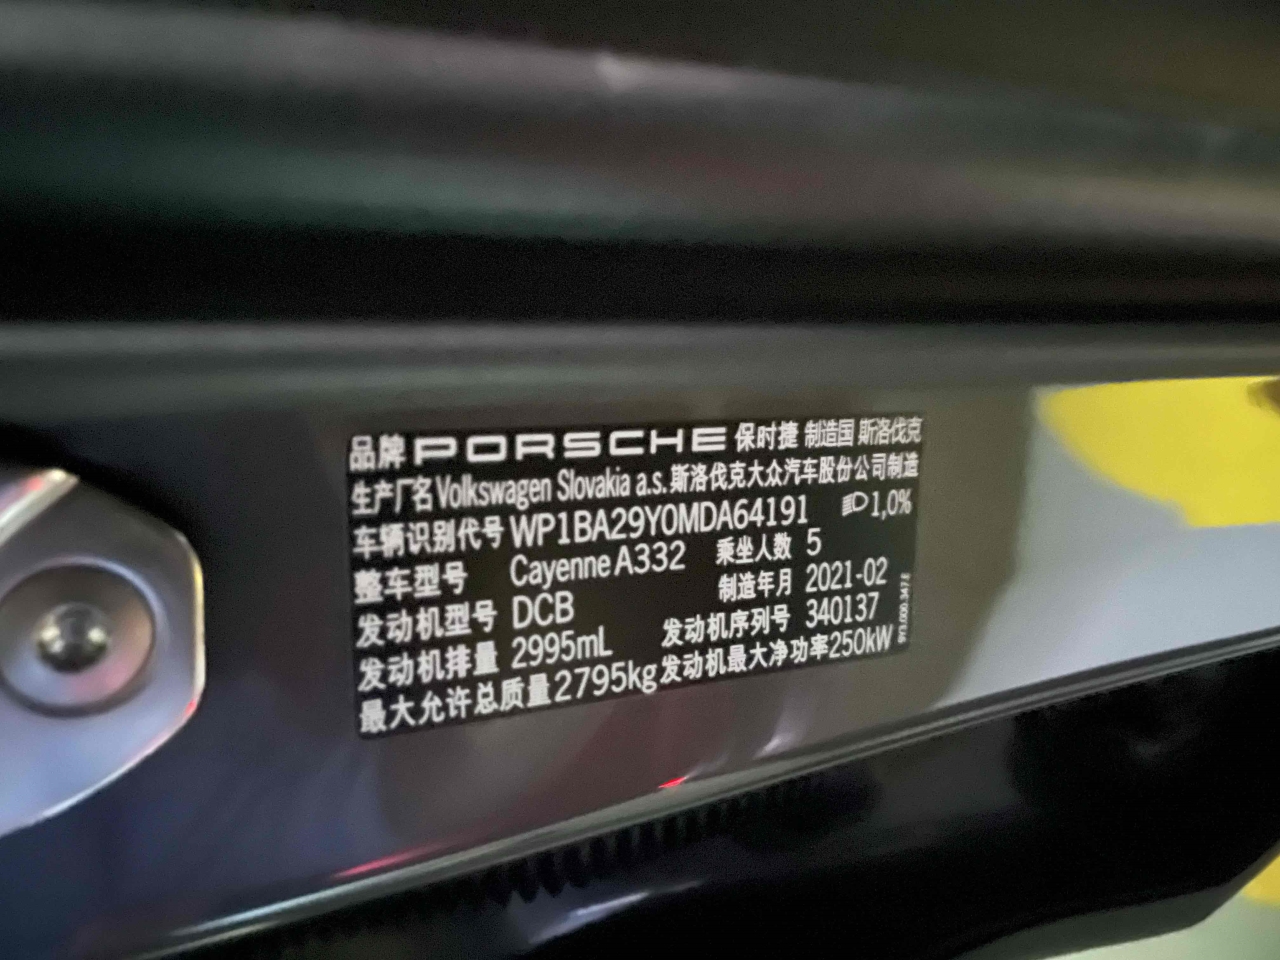 品牌 PORSCHE 保时捷 制造国 斯洛伐克
生产厂名 Volkswagen Slovakia a.s. 斯洛伐克大众汽车股份公司制造
车辆识别代号 WP1BA29Y0MDA64191 1,0%
整车型号 Cayenne A332 乘坐人数 5
发动机型号 DCB 制造年月 2021-02
发动机排量 2995mL 发动机序列号 340137
最大允许总质量 2795kg 发动机最大净功率 250kW
9Y3.000.347.E